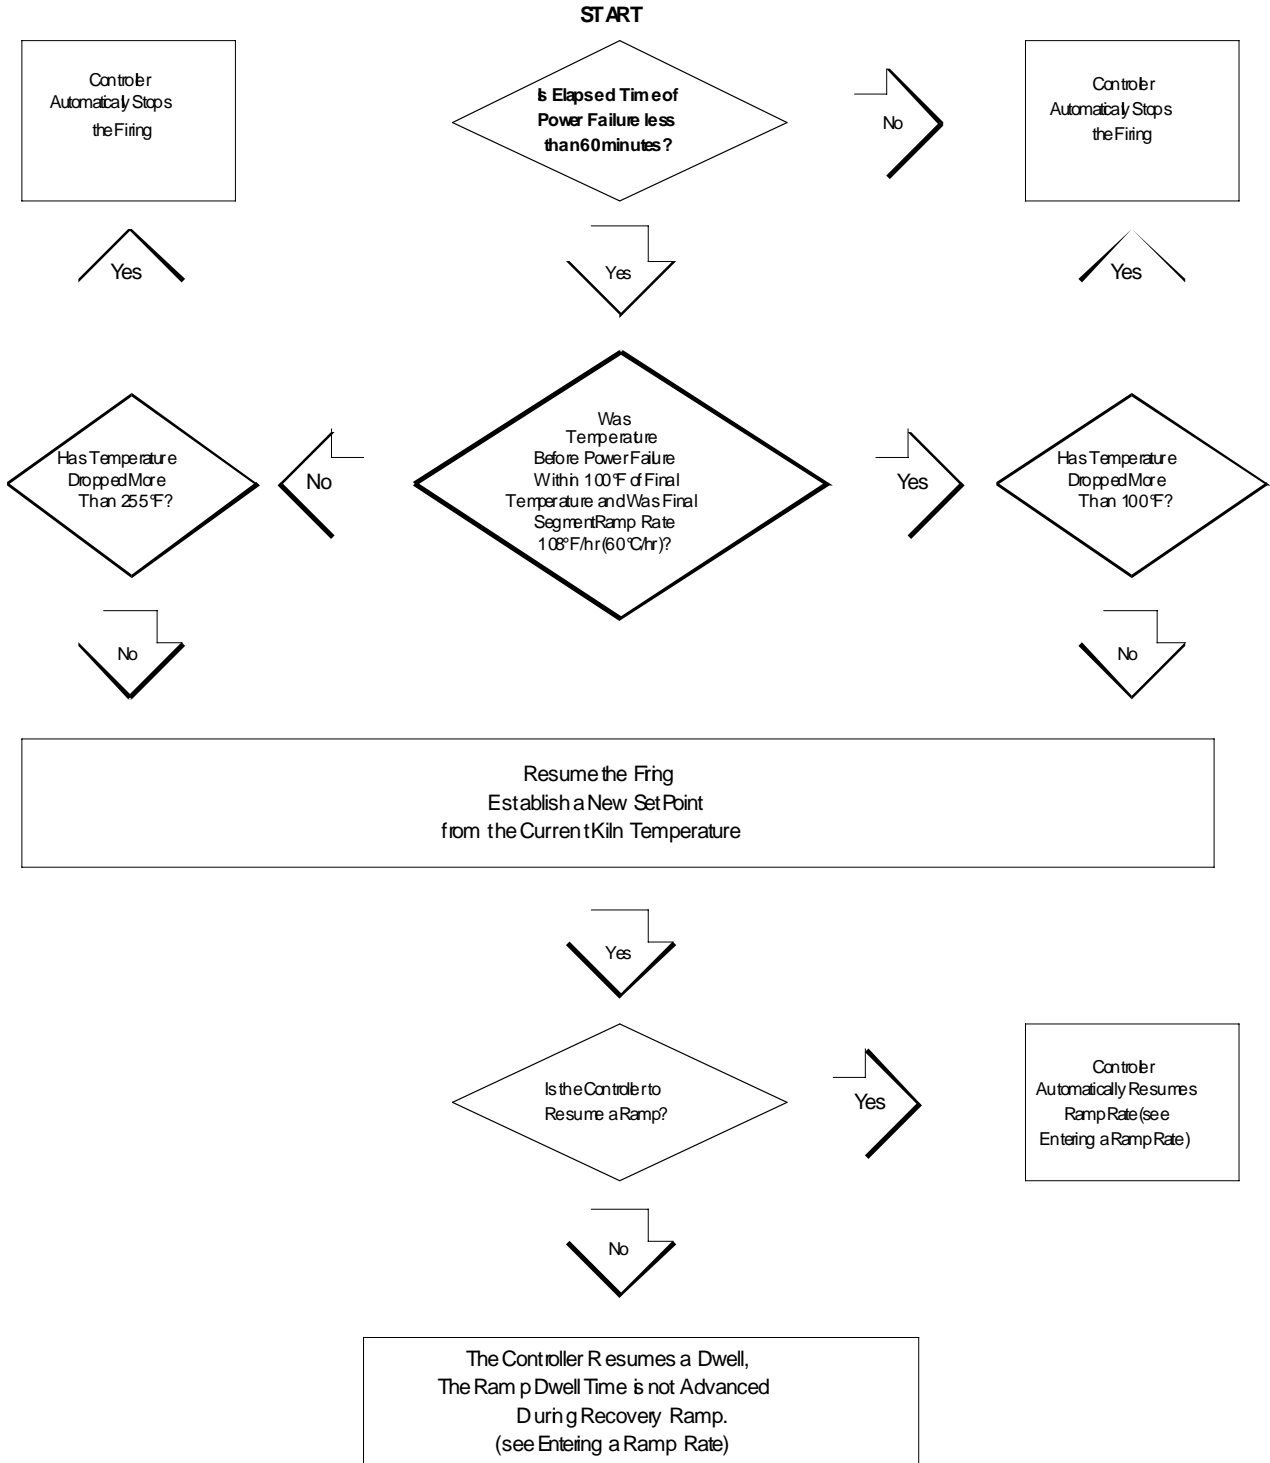 START
Controller
Automatically Stops
the Firing
Is Elapsed Time of
Power Failure less
than 60 minutes?
No
Controller
Automatically Stops
the Firing
Yes
Yes
Yes
Has Temperature
Dropped More
Than 255°F?
No
Was
Temperature
Before Power Failure
Within 100°F of Final
Temperature and Was Final
Segment Ramp Rate
108°F/hr (60°C/hr)?
Yes
Has Temperature
Dropped More
Than 100°F?
No
No
Resume the Firing
Establish a New Set Point
from the Current Kiln Temperature
Yes
Is the Controller to
Resume a Ramp?
Yes
Controller
Automatically Resumes
Ramp Rate (see
Entering a Ramp Rate)
No
The Controller Resumes a Dwell,
The Ramp Dwell Time is not Advanced
During Recovery Ramp.
(see Entering a Ramp Rate)